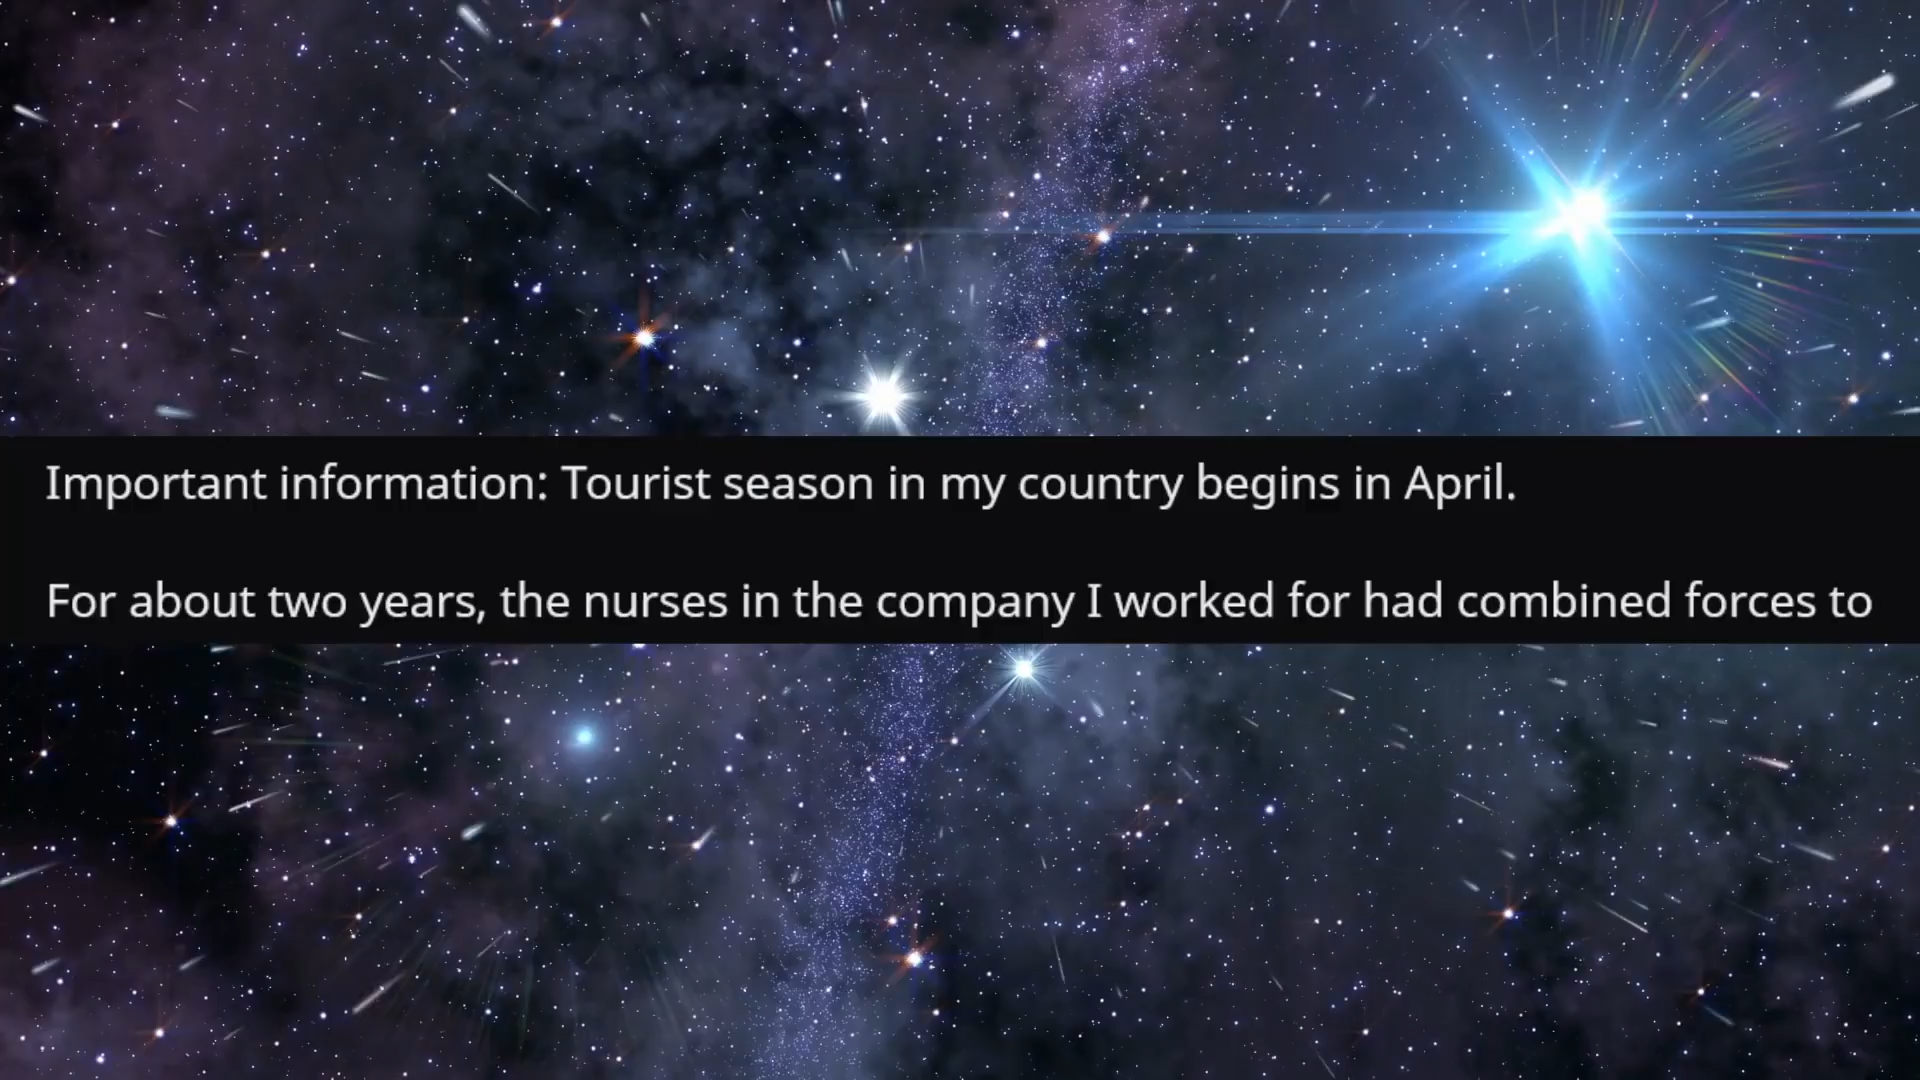 Important information: Tourist season in my country begins in April.
For about two years, the nurses in the company I worked for had combined forces to